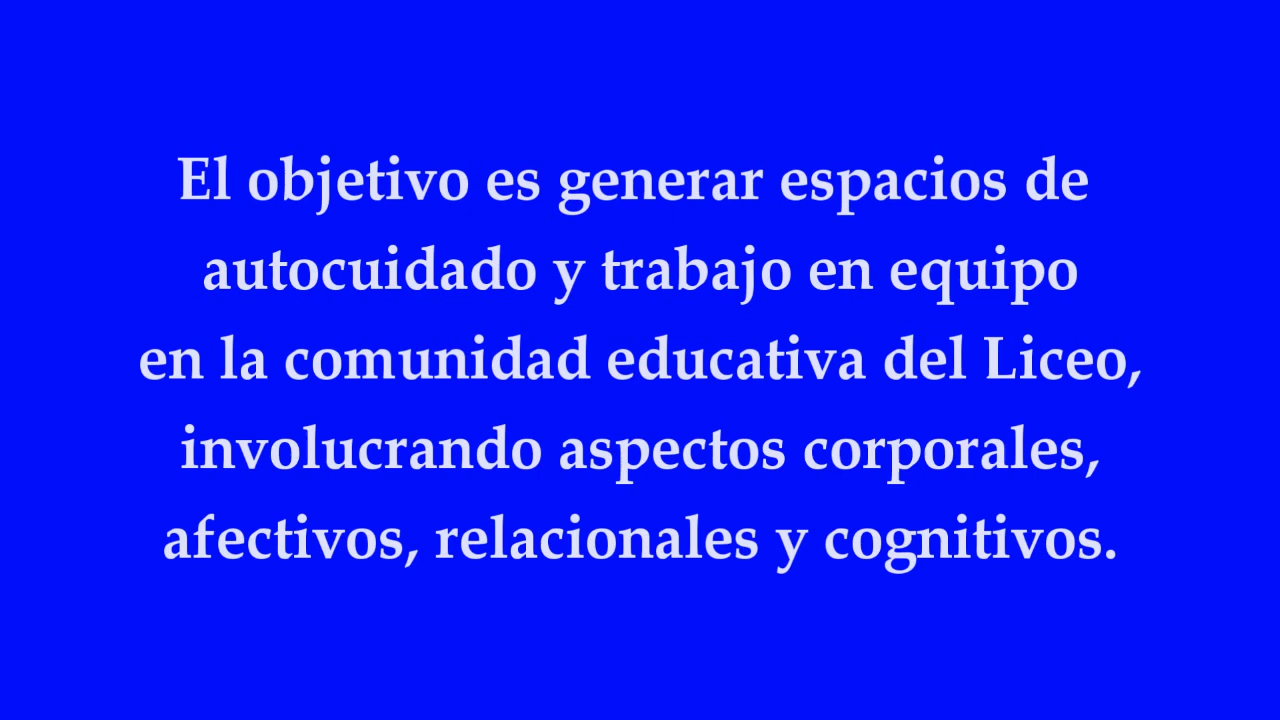 El objetivo es generar espacios de
autocuidado y trabajo en equipo
en la comunidad educativa del Liceo,
involucrando aspectos corporales,
afectivos, relacionales y cognitivos.